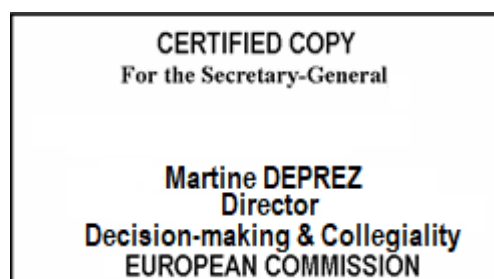 CERTIFIED COPY
For the Secretary-General
Martine DEPREZ
Director
Decision-making & Collegiality
EUROPEAN COMMISSION